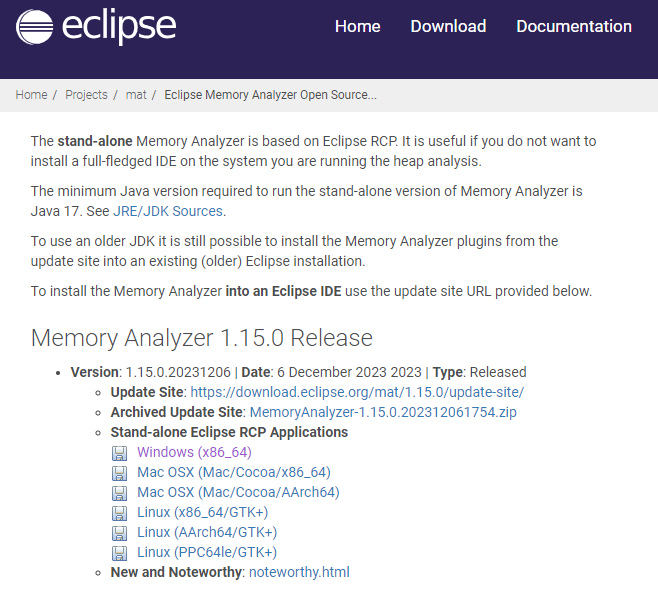 eclipse
Home Download Documentation
Home / Projects / mat / Eclipse Memory Analyzer Open Source...
The stand-alone Memory Analyzer is based on Eclipse RCP. It is useful if you do not want to
install a full-fledged IDE on the system you are running the heap analysis.
The minimum Java version required to run the stand-alone version of Memory Analyzer is
Java 17. See JRE/JDK Sources.
To use an older JDK it is still possible to install the Memory Analyzer plugins from the
update site into an existing (older) Eclipse installation.
To install the Memory Analyzer into an Eclipse IDE use the update site URL provided below.
Memory Analyzer 1.15.0 Release
Version: 1.15.0.20231206 | Date: 6 December 2023 2023 | Type: Released
Update Site: https://download.eclipse.org/mat/1.15.0/update-site/
Archived Update Site: MemoryAnalyzer-1.15.0.202312061754.zip
Stand-alone Eclipse RCP Applications
Windows (x86_64)
Mac OSX (Mac/Cocoa/x86_64)
Mac OSX (Mac/Cocoa/AArch64)
Linux (x86_64/GTK+)
Linux (AArch64/GTK+)
Linux (PPC64le/GTK+)
New and Noteworthy: noteworthy.html